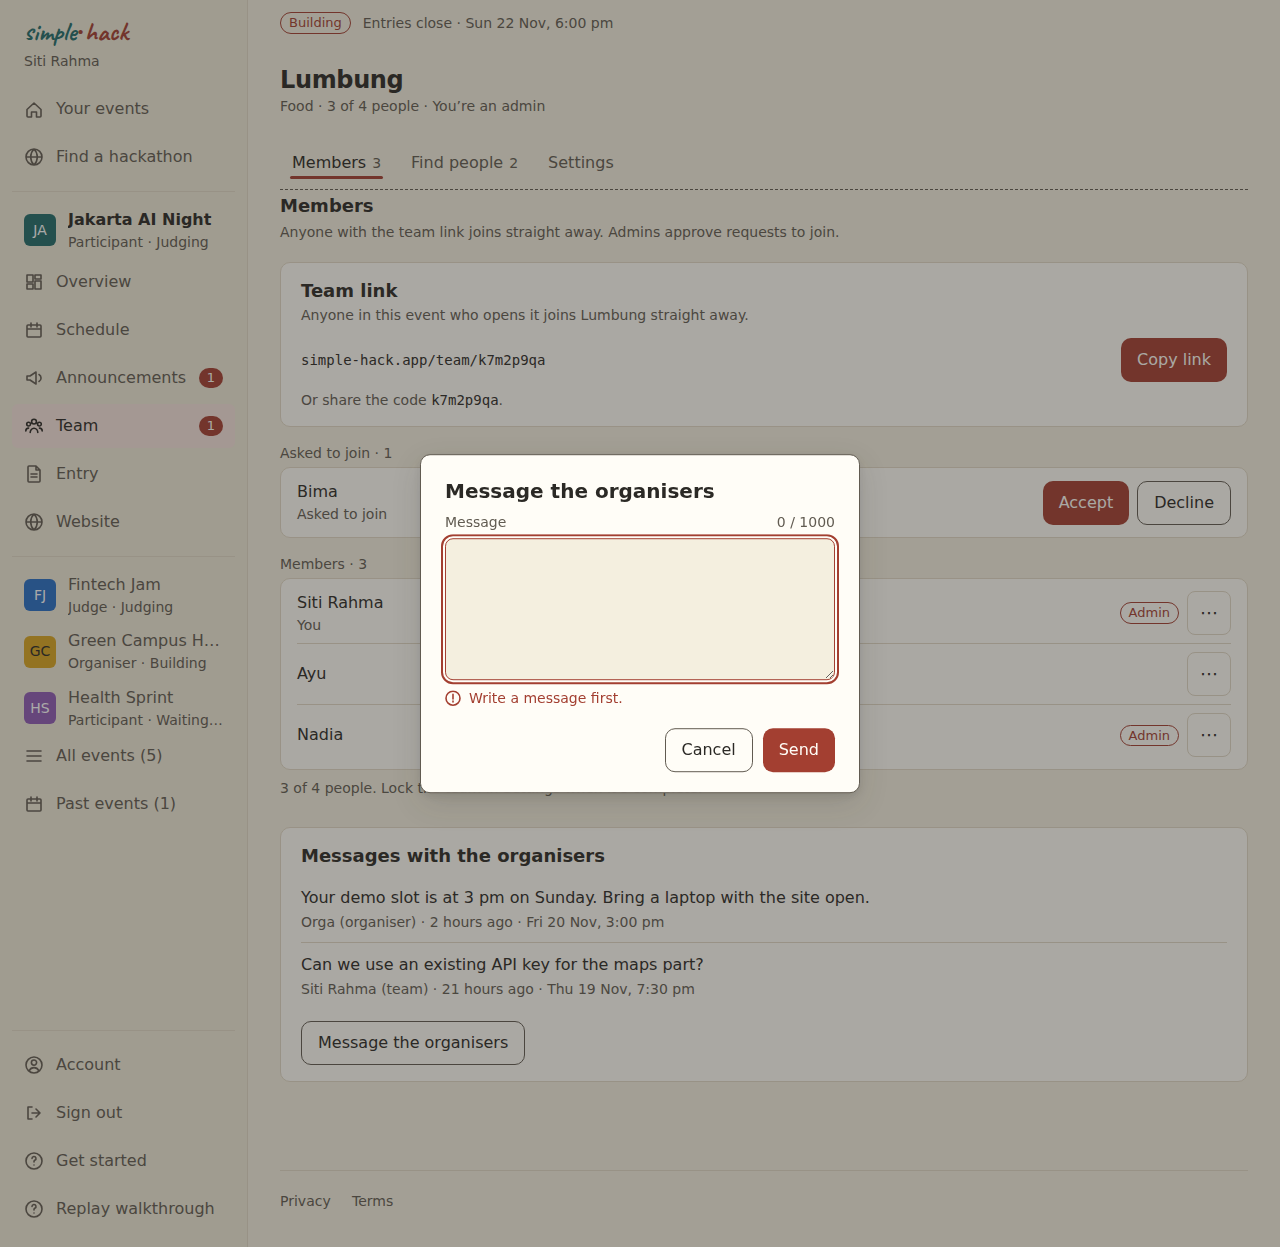 simple·hack
Siti Rahma
Your events
Find a hackathon
JA
Jakarta AI Night
Participant · Judging
Overview
Schedule
Announcements 1
Team 1
Entry
Website
FJ
Fintech Jam
Judge · Judging
GC
Green Campus H...
Organiser · Building
HS
Health Sprint
Participant · Waiting...
All events (5)
Past events (1)
Account
Sign out
Get started
Replay walkthrough
Building Entries close · Sun 22 Nov, 6:00 pm
Lumbung
Food · 3 of 4 people · You’re an admin
Members 3 Find people 2 Settings
Members
Anyone with the team link joins straight away. Admins approve requests to join.
Team link
Anyone in this event who opens it joins Lumbung straight away.
simple-hack.app/team/k7m2p9qa Copy link
Or share the code k7m2p9qa.
Asked to join · 1
Bima
Asked to join
Accept Decline
Members · 3
Siti Rahma
You
Admin
Ayu
Nadia Admin
3 of 4 people. Lock
Message the organisers
Message 0 / 1000
Write a message first.
Cancel Send
Messages with the organisers
Your demo slot is at 3 pm on Sunday. Bring a laptop with the site open.
Orga (organiser) · 2 hours ago · Fri 20 Nov, 3:00 pm
Can we use an existing API key for the maps part?
Siti Rahma (team) · 21 hours ago · Thu 19 Nov, 7:30 pm
Message the organisers
Privacy Terms